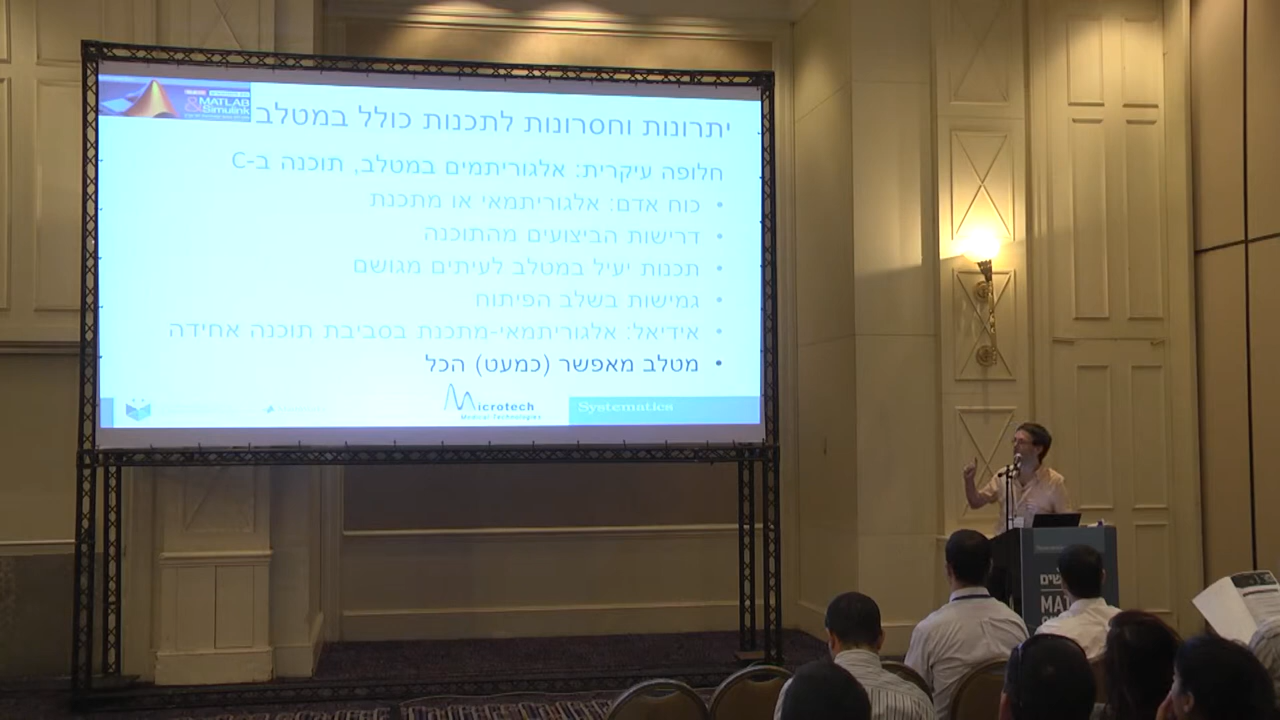 MATLAB
&Simulink
יתרונות וחסרונות לתכנות כולל במטלב
חלופה עיקרית: אלגוריתמים במטלב, תוכנה ב-C
• כוח אדם: אלגוריתמאי או מתכנת
• דרישות הביצועים מהתוכנה
• תכנות יעיל במטלב לעיתים מגושם
• גמישות בשלב הפיתוח
• אידיאל: אלגוריתמאי-מתכנת בסביבת תוכנה אחידה
• מטלב מאפשר (כמעט) הכל
Microtech
Medical Technologies
Systematics